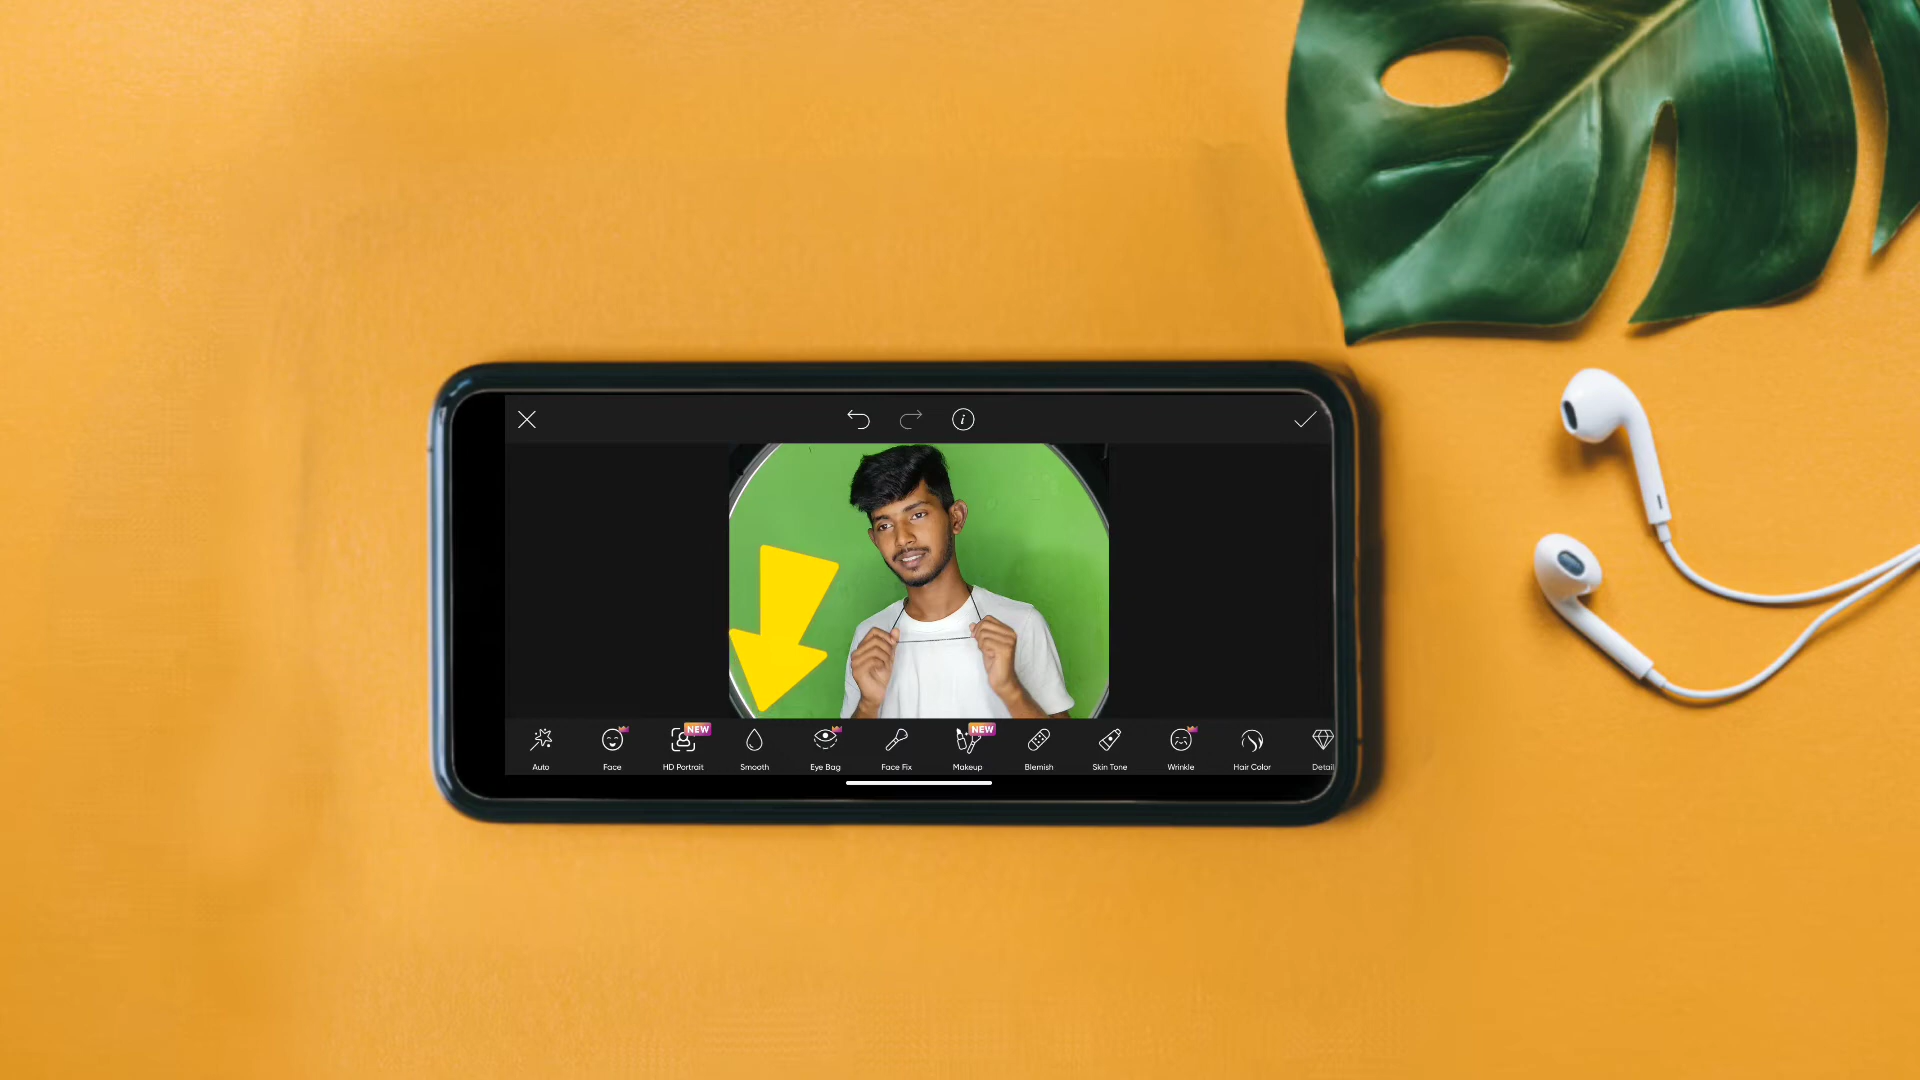 NEW
NEW
Auto
Face
HD Portrait
Smooth
Eye Bag
Face Fix
Makeup
Blemish
Skin Tone
Wrinkle
Hair Color
Detail